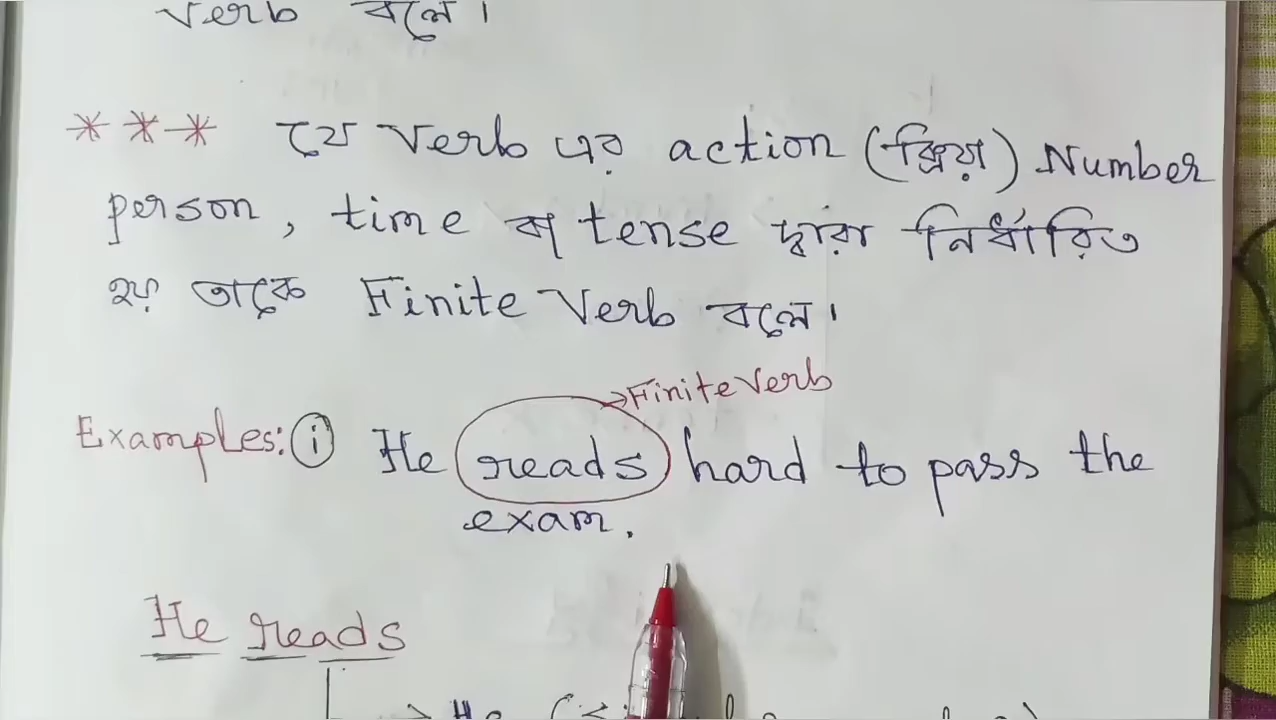 Verb বলে।
*** যে Verb এর action (ক্রিয়া) Number
person, time বা tense দ্বারা নির্ধারিত
হয় তাকে Finite Verb বলে।
→Finite Verb
Examples: i He reads hard to pass the
exam.
He reads
→ He